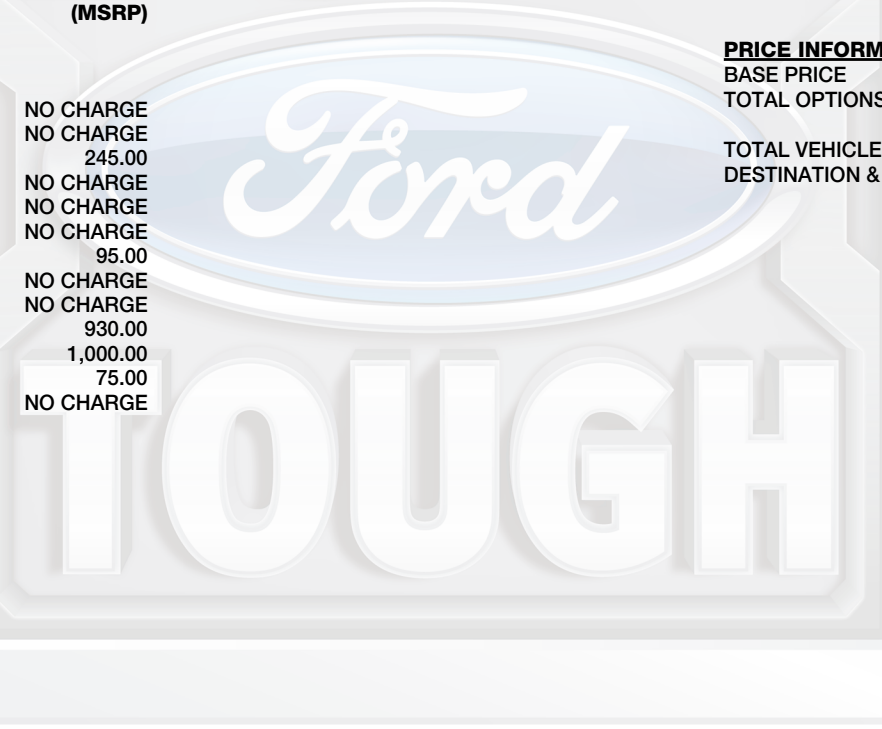 (MSRP)
NO CHARGE
NO CHARGE
245.00
NO CHARGE
NO CHARGE
NO CHARGE
95.00
NO CHARGE
NO CHARGE
930.00
1,000.00
75.00
NO CHARGE
PRICE INFORM
BASE PRICE
TOTAL OPTIONS
TOTAL VEHICLE
DESTINATION &
Ford
TOUGH